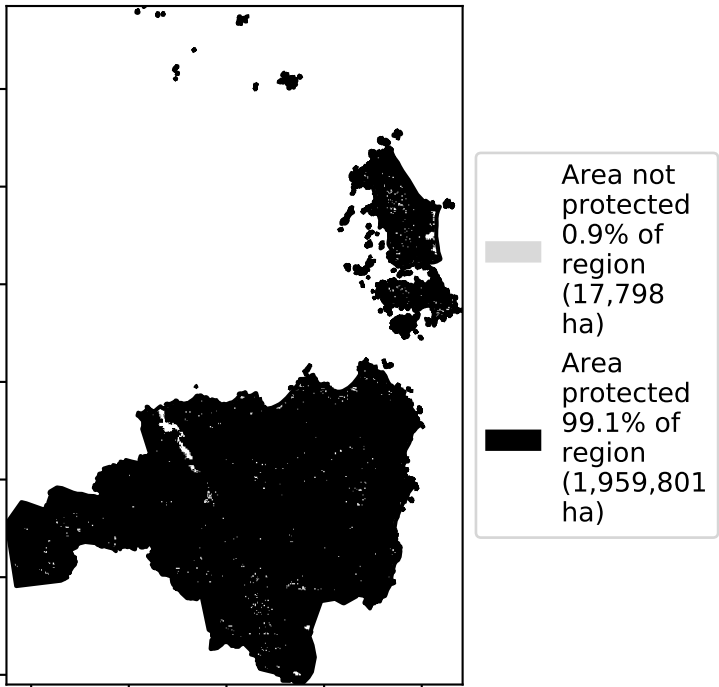 Area not
protected
0.9% of
region
(17,798
ha)
Area
protected
99.1% of
region
(1,959,801
ha)